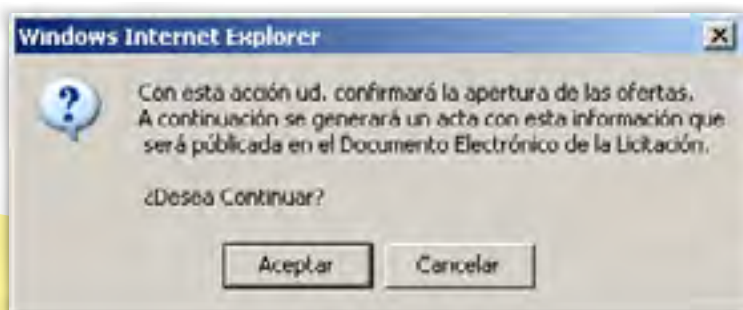 Windows Internet Explorer
Con esta acción ud. confirmará la apertura de las ofertas.
A continuación se generará un acta con esta información que
será públicada en el Documento Electrónico de la Licitación.
¿Desea Continuar?
Aceptar
Cancelar